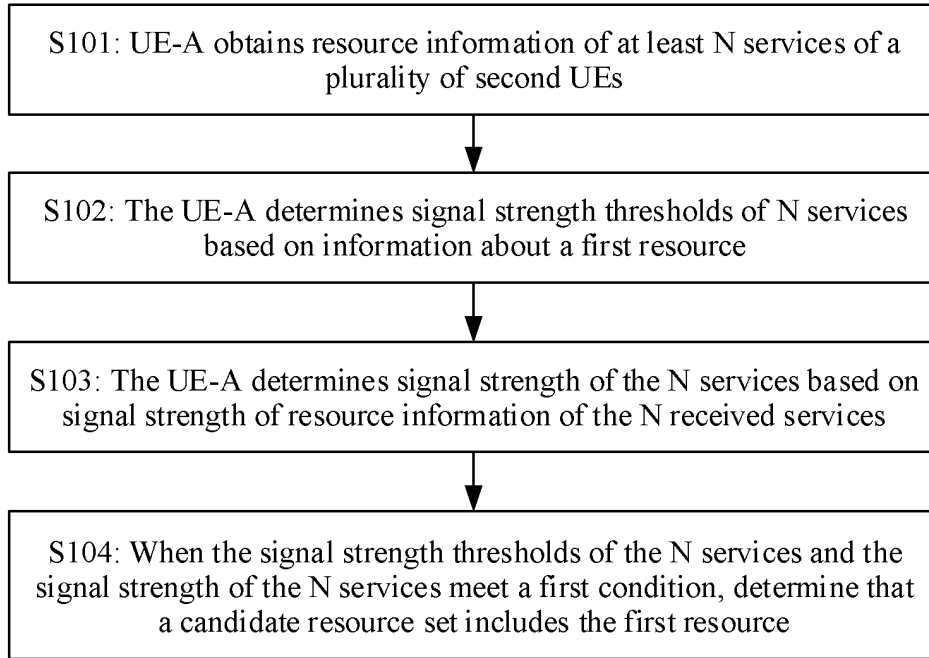 S101: UE-A obtains resource information of at least N services of a
plurality of second UEs
S102: The UE-A determines signal strength thresholds of N services
based on information about a first resource
S103: The UE-A determines signal strength of the N services based on
signal strength of resource information of the N received services
S104: When the signal strength thresholds of the N services and the
signal strength of the N services meet a first condition, determine that
a candidate resource set includes the first resource